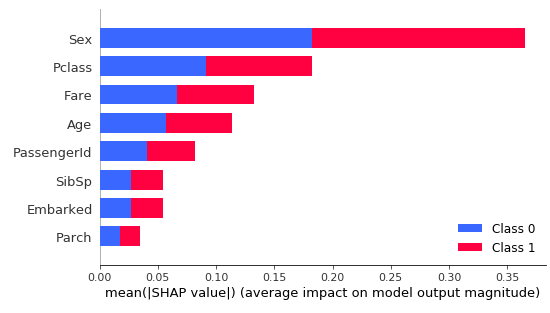 Sex
Pclass
Fare
Age
PassengerId
SibSp
Embarked
Parch
Class 0
Class 1
0.00 0.05 0.10 0.15 0.20 0.25 0.30 0.35
mean(|SHAP value|) (average impact on model output magnitude)